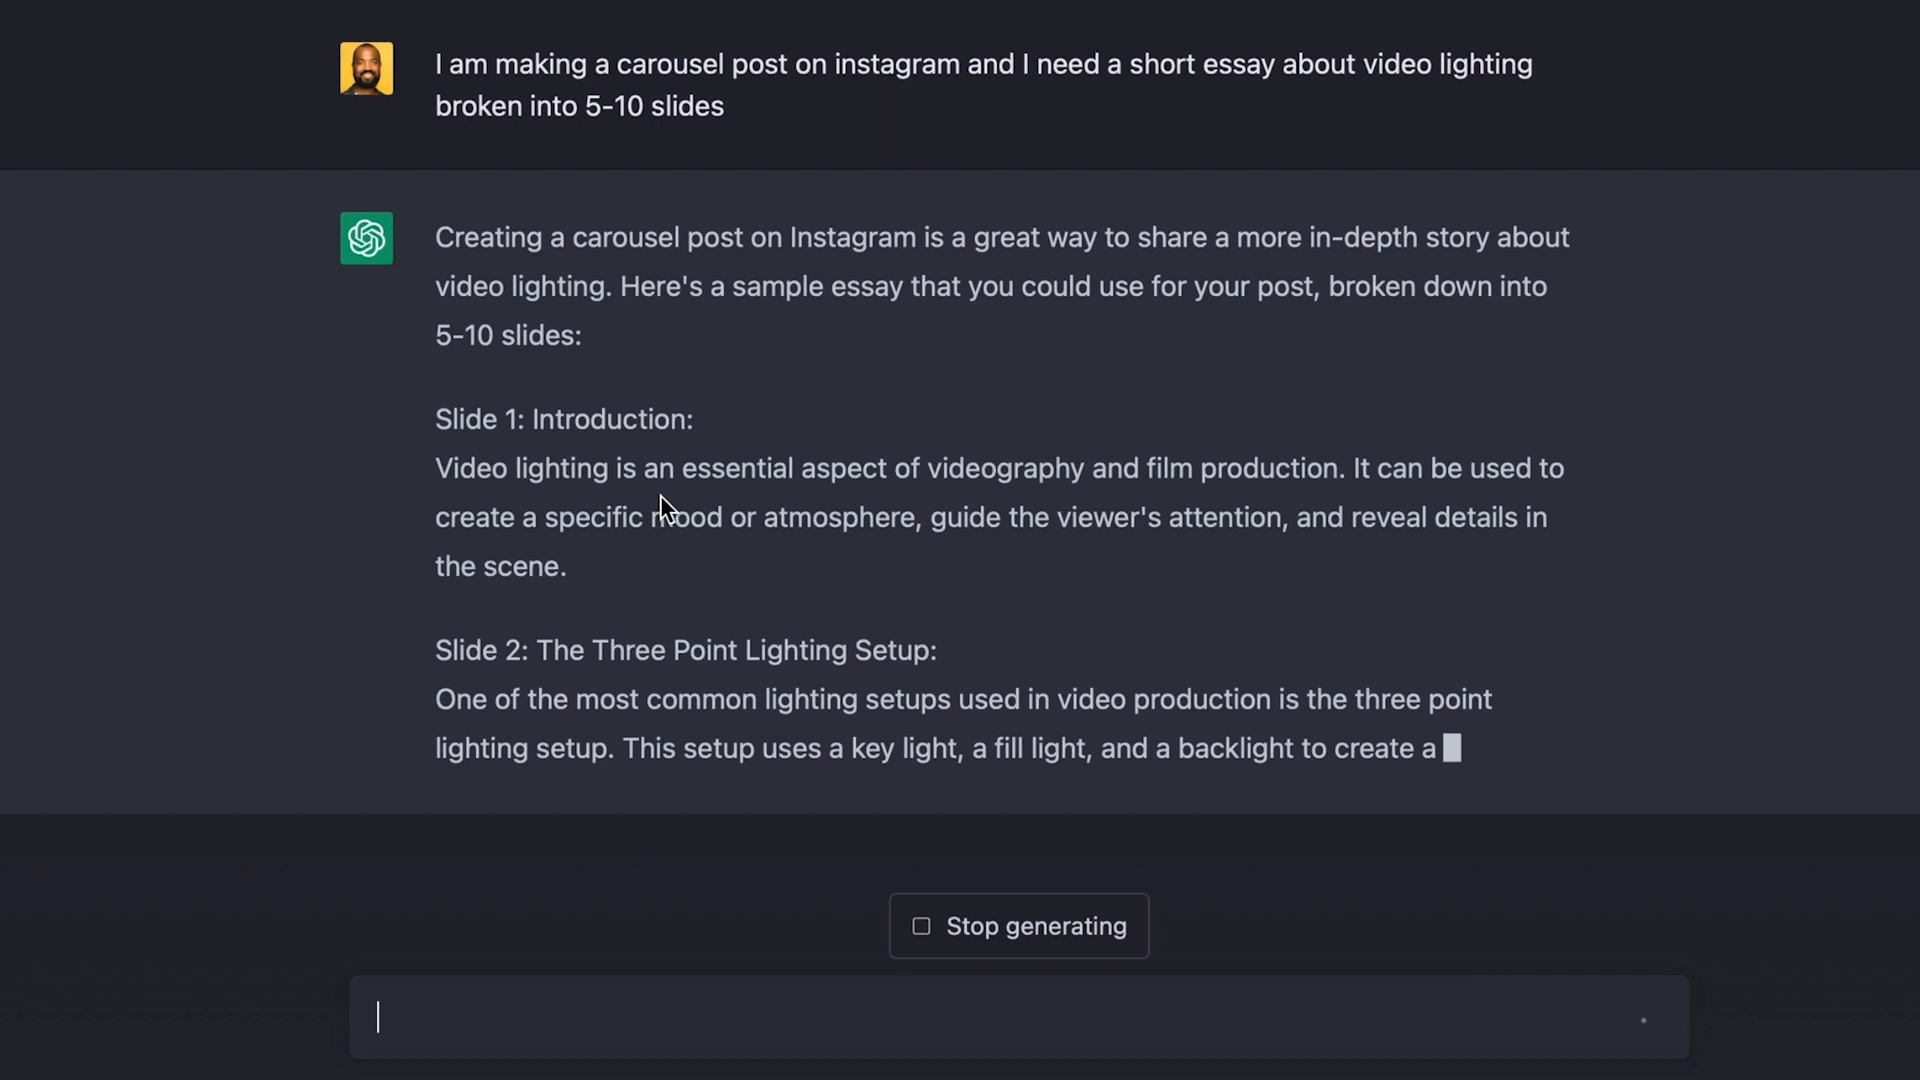 I am making a carousel post on instagram and I need a short essay about video lighting
broken into 5-10 slides
Creating a carousel post on Instagram is a great way to share a more in-depth story about
video lighting. Here's a sample essay that you could use for your post, broken down into
5-10 slides:
Slide 1: Introduction:
Video lighting is an essential aspect of videography and film production. It can be used to
create a specific mood or atmosphere, guide the viewer's attention, and reveal details in
the scene.
Slide 2: The Three Point Lighting Setup:
One of the most common lighting setups used in video production is the three point
lighting setup. This setup uses a key light, a fill light, and a backlight to create a
Stop generating